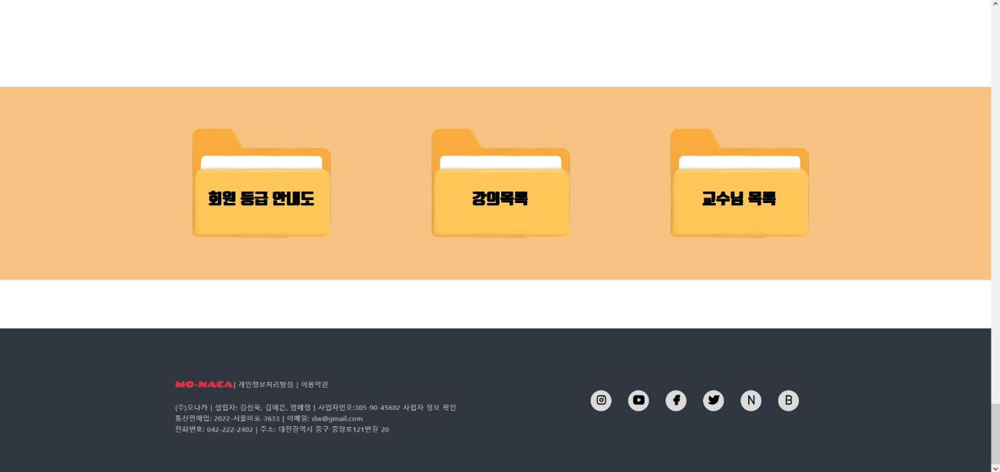 회원 등급 안내도
강의목록
교수님 목록
MO-NACA| 개인정보처리방침 | 이용약관
(주)모나카 | 설립자: 김선욱, 김예은, 염혜정 | 사업자번호:305-90-45602 사업자 정보 확인
통신판매업: 2022-서울마포-3633 | 이메일: dw@gmail.com
전화번호: 042-222-2402 | 주소: 대전광역시 중구 중앙로121번길 20
N
B